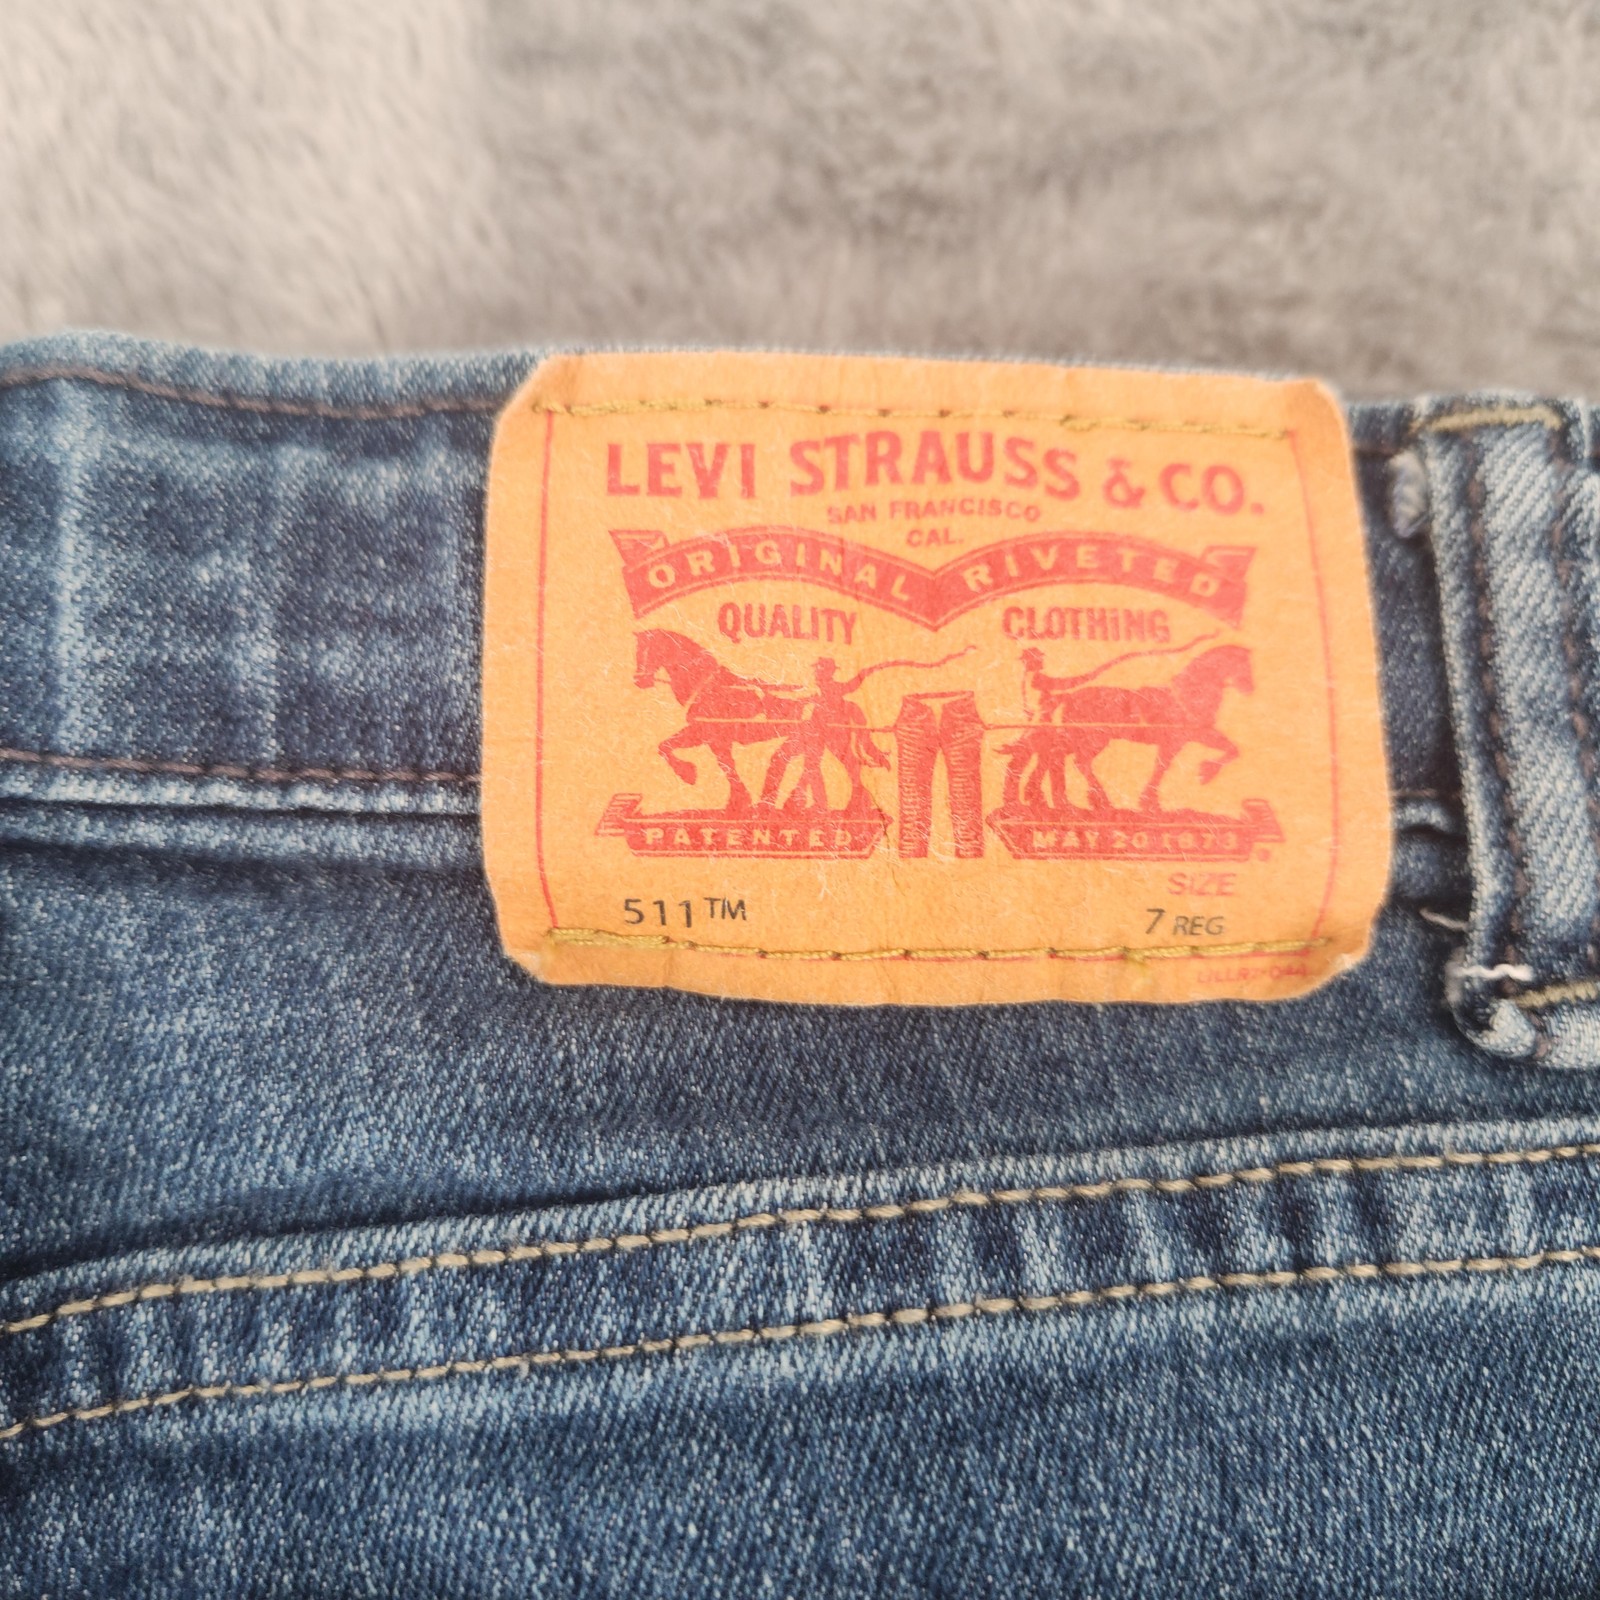 LEVI STRAUSS & CO.
SAN FRANCISCO
CAL.
ORIGINAL RIVETED
QUALITY CLOTHING
PATENTED MAY 20 1873
SIZE
511™ 7 REG